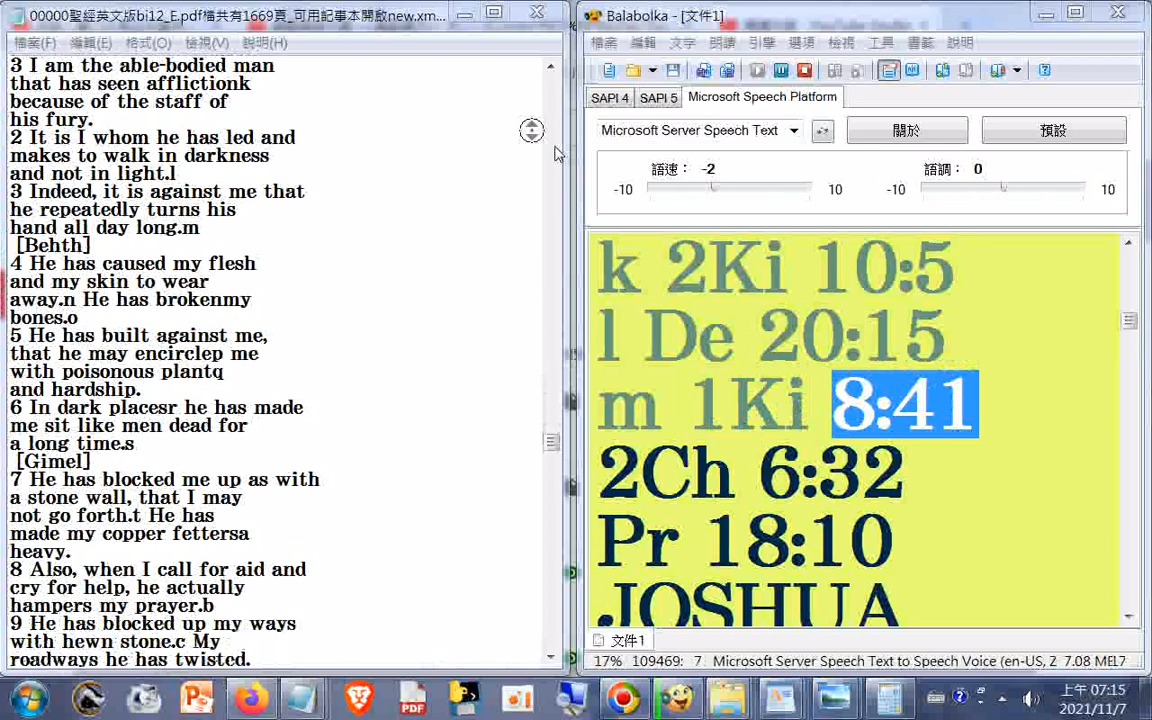 00000聖經英文版bi12_E.pdf檔共有1669頁_可用記事本開啟new.xm...
檔案(F) 編輯(E) 格式(O) 檢視(V) 說明(H)
3 I am the able-bodied man
that has seen afflictionk
because of the staff of
his fury.
2 It is I whom he has led and
makes to walk in darkness
and not in light.l
3 Indeed, it is against me that
he repeatedly turns his
hand all day long.m
[Behth]
4 He has caused my flesh
and my skin to wear
away.n He has brokenmy
bones.o
5 He has built against me,
that he may encirclep me
with poisonous plantq
and hardship.
6 In dark placesr he has made
me sit like men dead for
a long time.s
[Gimel]
7 He has blocked me up as with
a stone wall, that I may
not go forth.t He has
made my copper fettersa
heavy.
8 Also, when I call for aid and
cry for help, he actually
hampers my prayer.b
9 He has blocked up my ways
with hewn stone.c My
roadways he has twisted.
Balabolka - [文件1]
檔案 編輯 文字 朗讀 引擎 選項 檢視 工具 書籤 說明
SAPI 4 SAPI 5 Microsoft Speech Platform
Microsoft Server Speech Text 關於 預設
語速： -2 語調： 0
-10 10 -10 10
k 2Ki 10:5
l De 20:15
m 1Ki 8:41
2Ch 6:32
Pr 18:10
JOSHUA
文件1
17% 109469: 7 Microsoft Server Speech Text to Speech Voice (en-US, Z 7.08 MEL7
上午 07:15
2021/11/7